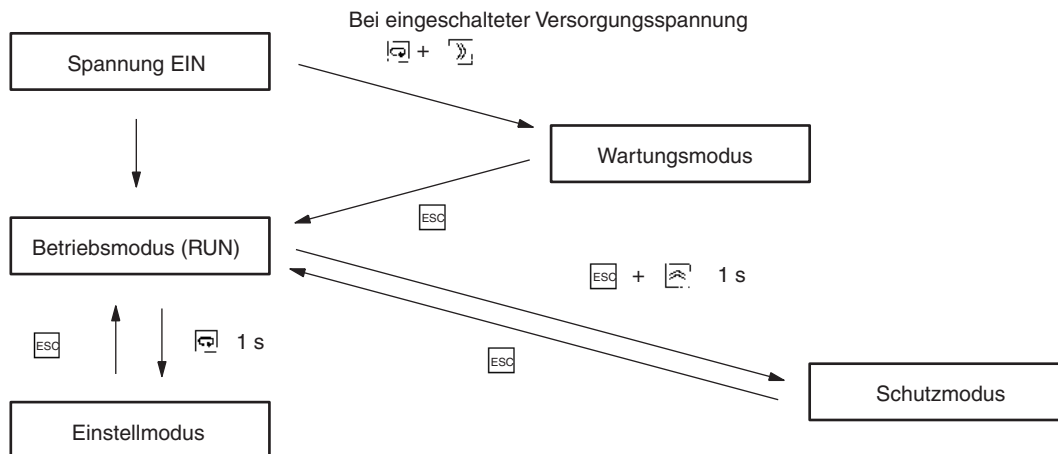 Bei eingeschalteter Versorgungsspannung
+
Spannung EIN
Wartungsmodus
ESC
Betriebsmodus (RUN)
ESC + 1 s
ESC
1 s
ESC
Schutzmodus
Einstellmodus